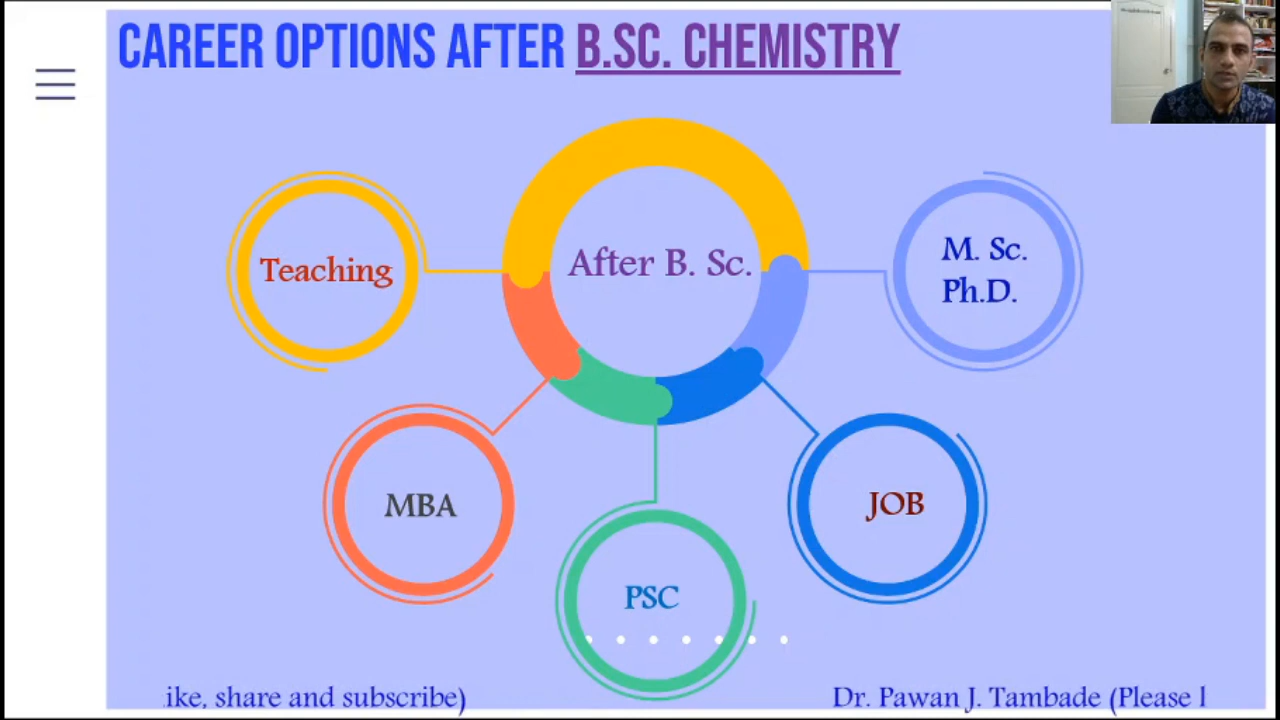 CAREER OPTIONS AFTER B.SC. CHEMISTRY
After B. Sc.
Teaching
M. Sc.
Ph.D.
MBA
JOB
PSC
ike, share and subscribe)
Dr. Pawan J. Tambade (Please l